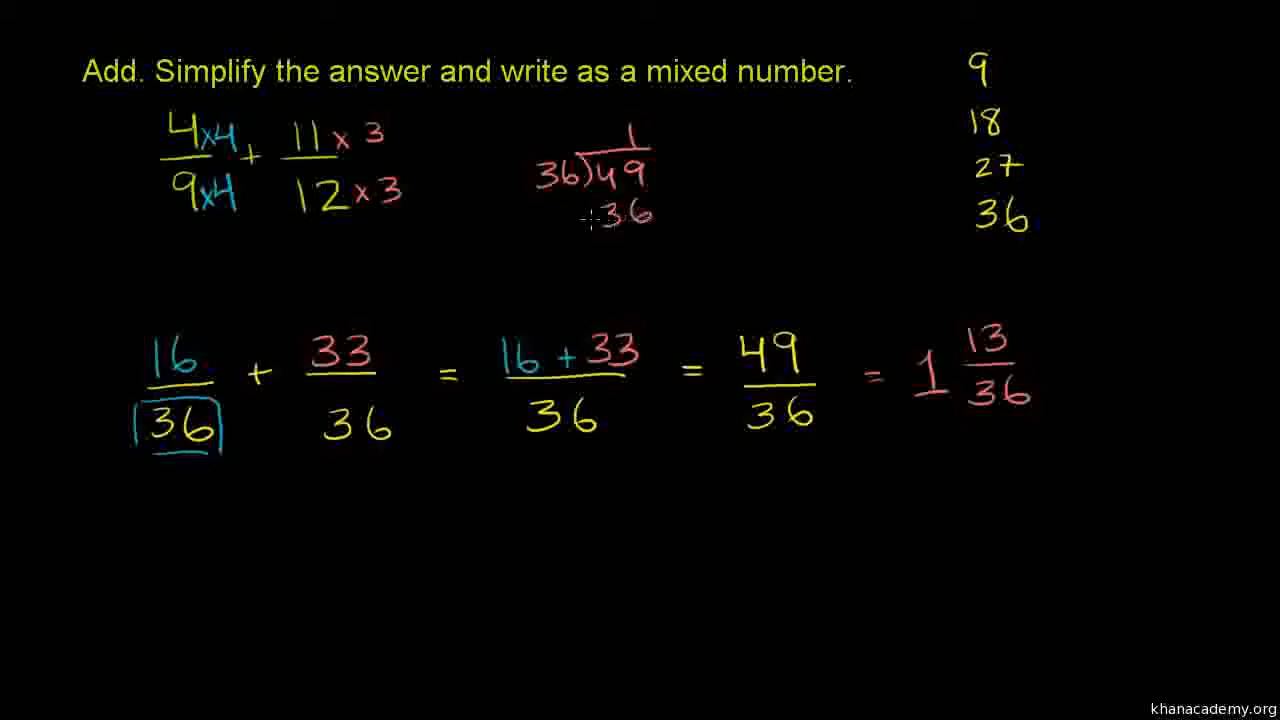 Add. Simplify the answer and write as a mixed number.
4x4/9x4 + 11 x 3/12 x 3
1
36)49
-36
9
18
27
36
16/36 + 33/36 = 16 + 33/36 = 49/36 = 1 13/36
khanacademy.org